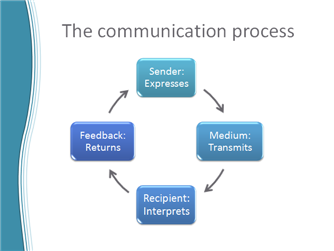 The communication process
Sender:
Expresses
Medium:
Transmits
Recipient:
Interprets
Feedback:
Returns